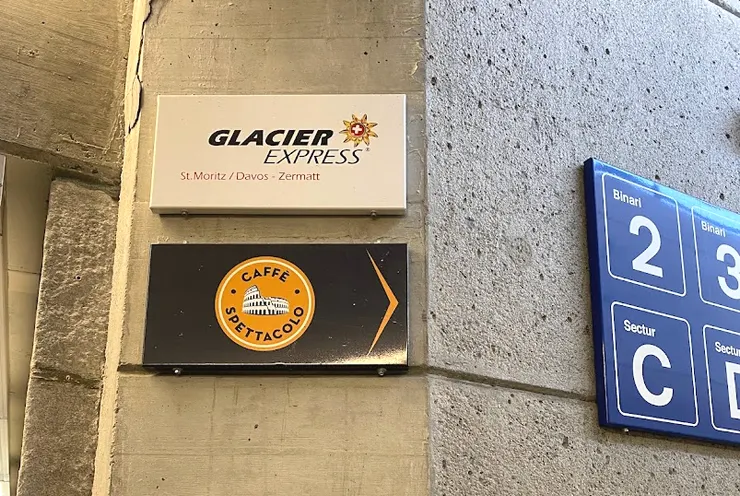 GLACIER
EXPRESS®
St. Moritz / Davos - Zermatt
CAFFÈ
SPETTACOLO
Binari
2
Binari
3
Sectur
C